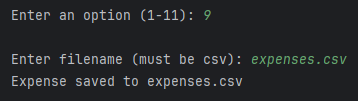 Enter an option (1-11): 9
Enter filename (must be csv): expenses.csv
Expense saved to expenses.csv